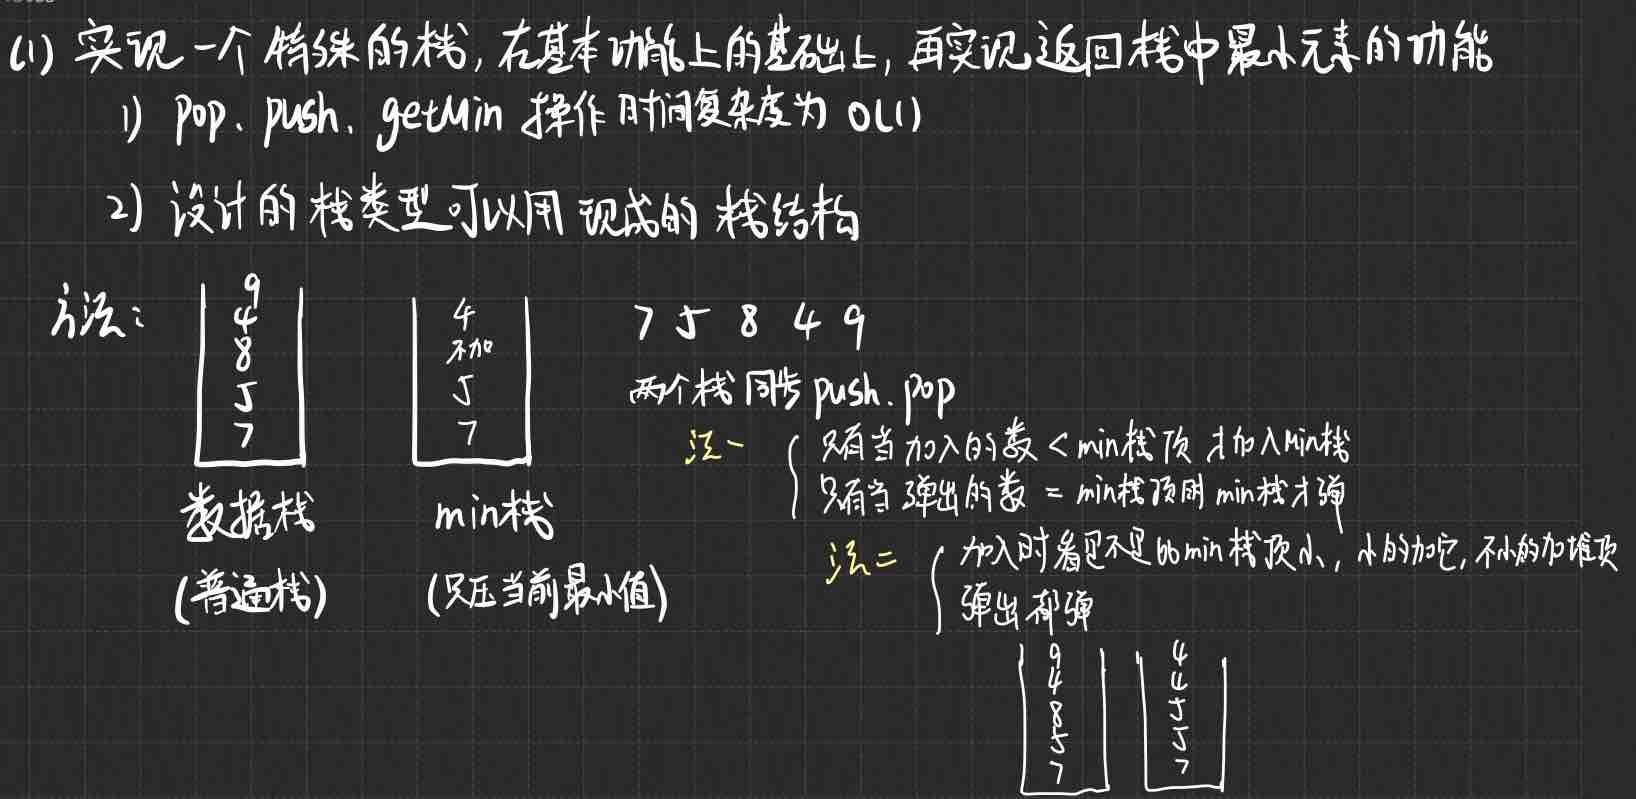 (1) 实现一个特殊的栈，在基本功能上的基础上，再实现返回栈中最小元素的功能
1) pop、push、getMin 操作时间复杂度为 O(1)
2) 设计的栈类型可以用现成的栈结构
方法：
9
4
8
5
7
数据栈
(普通栈)
4
不加
5
7
min栈
(只压当前最小值)
7 5 8 4 9
两个栈同步push、pop
法一
只有当加入的数 < min栈顶 才加入Min栈
只有当弹出的数 = min栈顶时 min栈才弹
法二
加入时看是不是比min栈顶小，小的加它，不小的加堆顶
弹出都弹
9
4
8
5
7
4
4
5
5
7